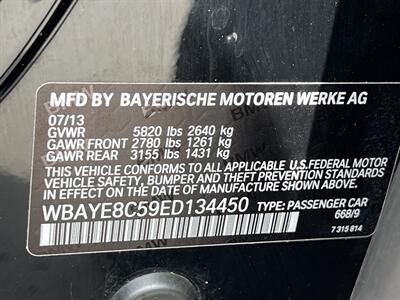 MFD BY BAYERISCHE MOTOREN WERKE AG
07/13
GVWR 5820 lbs 2640 kg
GAWR FRONT 2780 lbs 1261 kg
GAWR REAR 3155 lbs 1431 kg
THIS VEHICLE CONFORMS TO ALL APPLICABLE U.S.FEDERAL MOTOR
VEHICLE SAFETY, BUMPER, AND THEFT PREVENTION STANDARDS
IN EFFECT ON THE DATE OF MANUFACTURE SHOWN ABOVE.
WBAYE8C59ED134450 TYPE: PASSENGER CAR
668/9
7 315 814